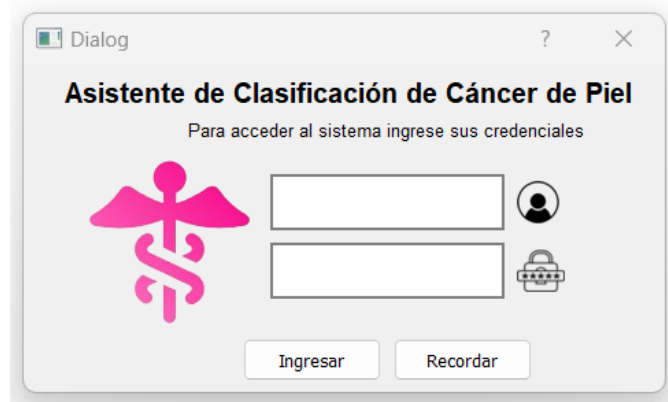 Dialog
Asistente de Clasificación de Cáncer de Piel
Para acceder al sistema ingrese sus credenciales
Ingresar
Recordar